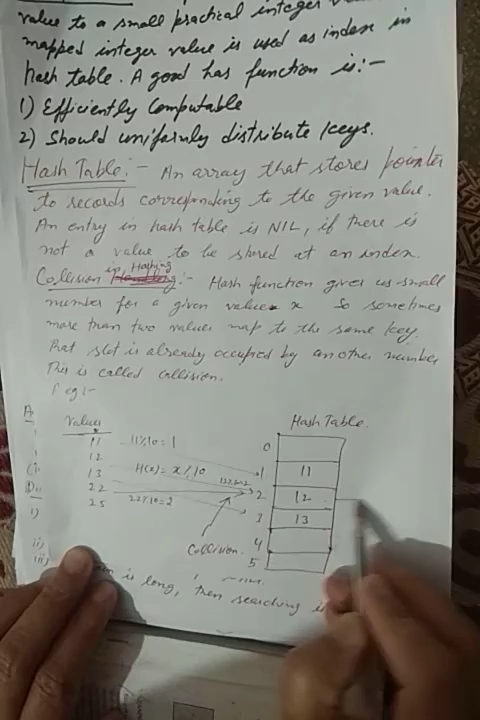 value to a small practical integer
mapped integer value is used as index in
hash table. A good has function is:-
1) Efficiently Computable
2) Should uniformly distribute keys.
Hash Table:- An array that stores pointer
to records corresponding to the given value.
An entry in hash table is NIL, if there is
not a value to be stored at an index.
Collision in Hashing:- Hash function gives us small
number for a given value x So sometimes
more than two values map to the same key.
That slot is already occupied by another number
This is called Collision.
eg:-
Values
Hash Table.
11
11%10=1
12
13
H(x)=x%10
22
25
22%10=2
Collision.
0
1
11
2
12
3
13
4
5
i)
ii)
iii)
is long, then searching is